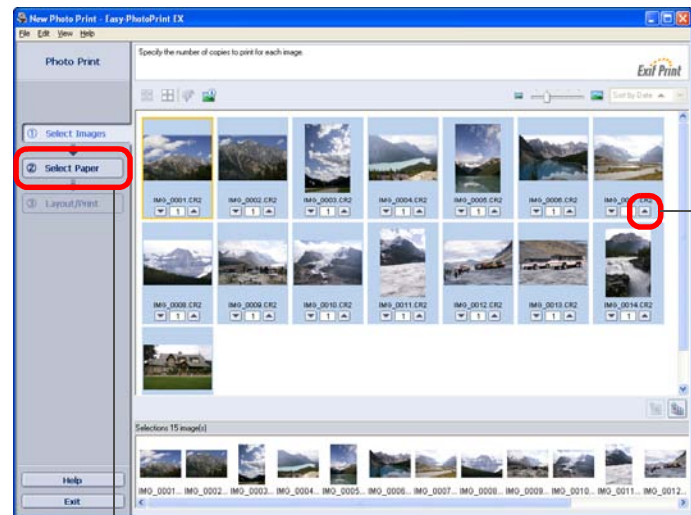 New Photo Print - Easy-PhotoPrint EX
File Edit View Help
Photo Print
Specify the number of copies to print for each image.
Exif Print
Sort by Date
① Select Images
② Select Paper
③ Layout/Print
IMG_0001.CR2 IMG_0002.CR2 IMG_0003.CR2 IMG_0004.CR2 IMG_0005.CR2 IMG_0006.CR2
1 1 1 1 1 1
IMG_0008.CR2 IMG_0009.CR2 IMG_0010.CR2 IMG_0011.CR2 IMG_0012.CR2 IMG_0013.CR2 IMG_0014.CR2
1 1 1 1 1 1 1
Selections 15 image(s)
IMG_0001... IMG_0002... IMG_0003... IMG_0004... IMG_0005... IMG_0006... IMG_0007... IMG_0008... IMG_0009... IMG_0010... IMG_0011... IMG_0012...
Help
Exit